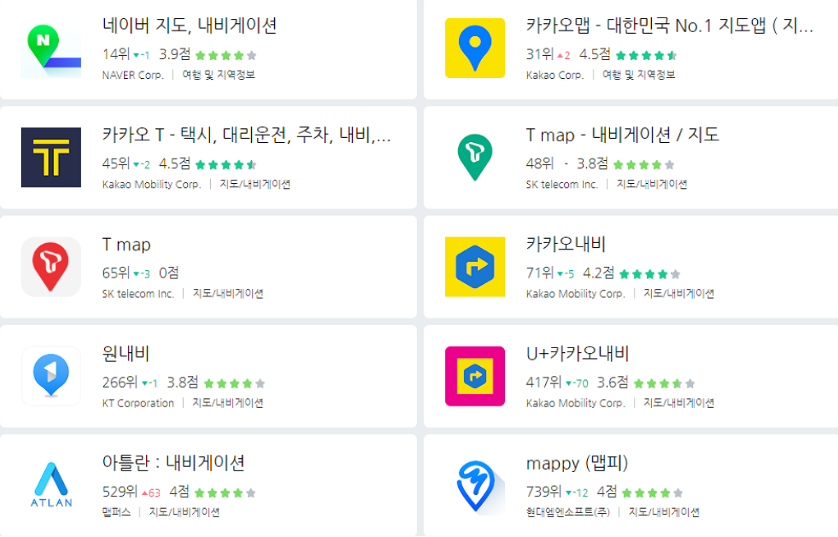 네이버 지도, 내비게이션
14위 -1 3.9점
NAVER Corp. | 여행 및 지역정보
카카오맵 - 대한민국 No.1 지도앱 ( 지...
31위 2 4.5점
Kakao Corp. | 여행 및 지역정보
카카오 T - 택시, 대리운전, 주차, 내비,...
45위 -2 4.5점
Kakao Mobility Corp. | 지도/내비게이션
T map - 내비게이션 / 지도
48위 - 3.8점
SK telecom Inc. | 지도/내비게이션
T map
65위 -3 0점
SK telecom Inc. | 지도/내비게이션
카카오내비
71위 -5 4.2점
Kakao Mobility Corp. | 지도/내비게이션
원내비
266위 -1 3.8점
KT Corporation | 지도/내비게이션
U+카카오내비
417위 -70 3.6점
Kakao Mobility Corp. | 지도/내비게이션
ATLAN
아틀란 : 내비게이션
529위 63 4점
맵퍼스 | 지도/내비게이션
mappy (맵피)
739위 -12 4점
현대엠엔소프트(주) | 지도/내비게이션